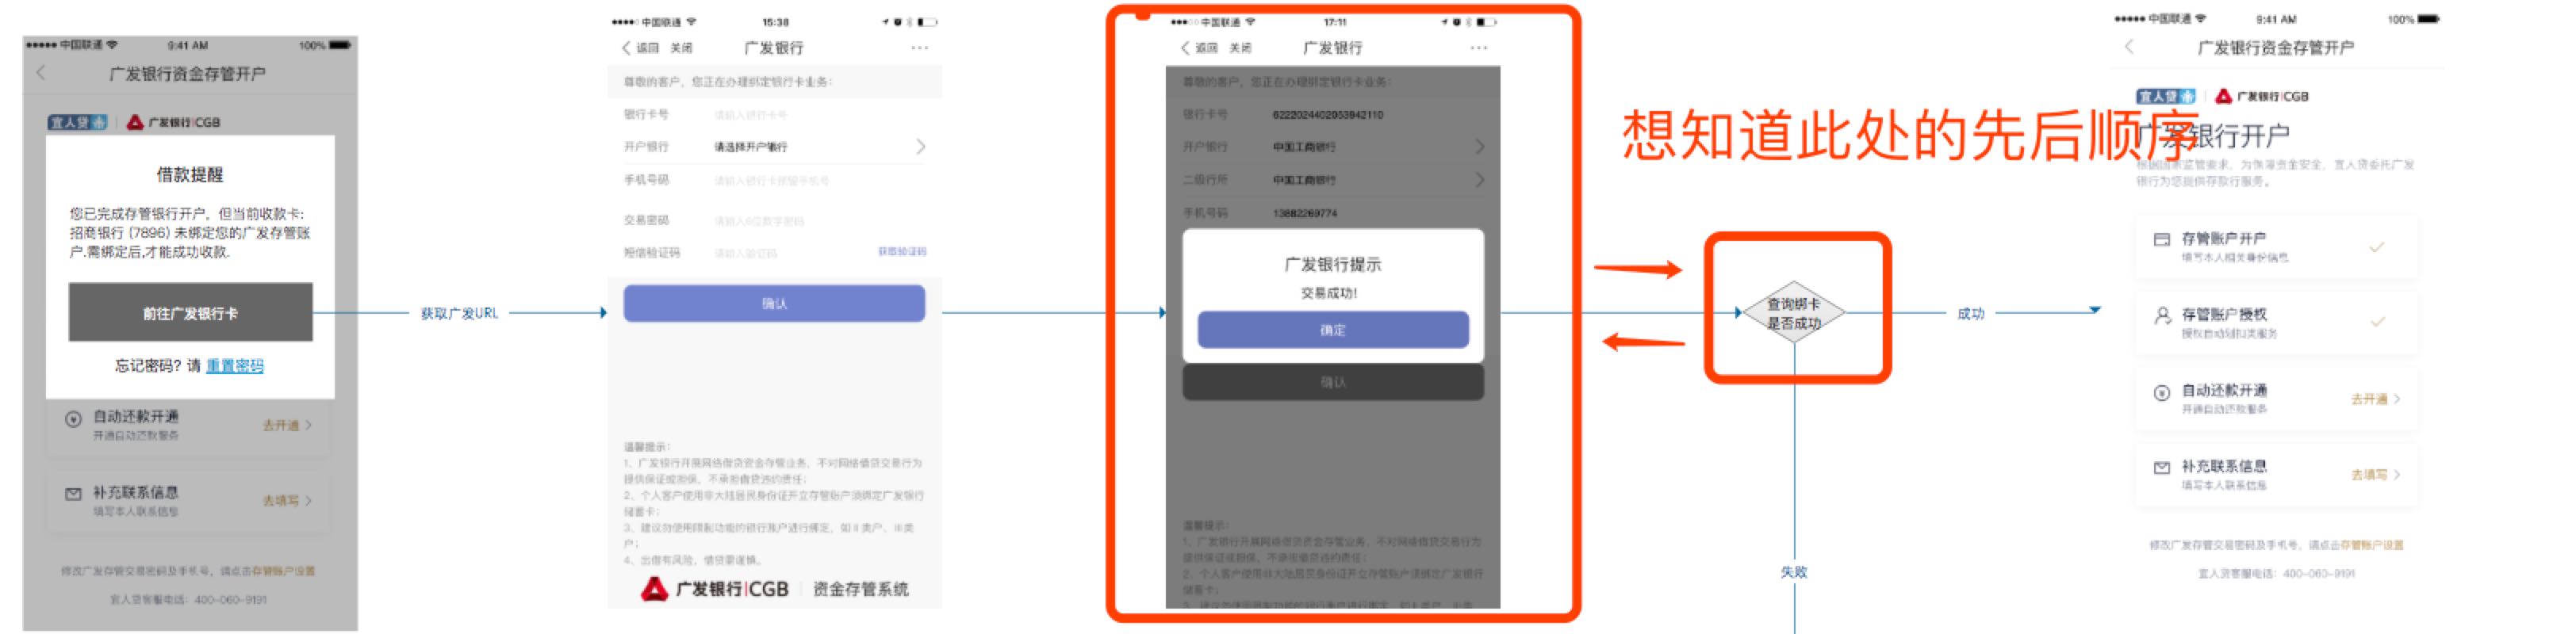 中国联通 9:41 AM 100%
广发银行资金存管开户
宜人贷 广发银行|CGB
借款提醒
您已完成存管银行开户，但当前收款卡:
招商银行 (7896) 未绑定您的广发存管账
户.需绑定后,才能成功收款.
前往广发银行卡
忘记密码? 请 重置密码
自动还款开通
开通自动还款服务
去开通
补充联系信息
填写本人联系信息
去填写
修改广发存管交易密码及手机号，请点击存管账户设置
宜人贷客服电话：400-060-9191
获取广发URL
中国联通 15:38
返回 关闭 广发银行
尊敬的客户，您正在办理绑定银行卡业务：
银行卡号 请输入银行卡号
开户银行 请选择开户银行
手机号码 请输入银行卡预留手机号
交易密码 请输入6位数字密码
短信验证码 请输入验证码 获取验证码
确认
温馨提示：
1、广发银行开展网络借贷资金存管业务，不对网络借贷交易行为
提供保证或担保，不承担借贷违约责任；
2、个人客户使用非大陆居民身份证开立存管账户须绑定广发银行
储蓄卡；
3、建议勿使用限制功能的银行账户进行绑定，如 II 类户、III类
户；
4、出借有风险，借贷要谨慎。
广发银行|CGB 资金存管系统
中国联通 17:11
返回 关闭 广发银行
尊敬的客户，您正在办理绑定银行卡业务：
银行卡号 6222024402053942110
开户银行 中国工商银行
二级行所 中国工商银行
手机号码 13882269774
广发银行提示
交易成功!
确定
确认
温馨提示：
1、广发银行开展网络借贷资金存管业务，不对网络借贷交易行为
提供保证或担保，不承担借贷违约责任；
2、个人客户使用非大陆居民身份证开立存管账户须绑定广发银行
储蓄卡；
想知道此处的先后顺序
查询绑卡
是否成功
成功
失败
中国联通 9:41 AM 100%
广发银行资金存管开户
宜人贷 广发银行|CGB
广发银行开户
根据国家监管要求，为保障资金安全，宜人贷委托广发
银行为您提供存款行服务。
存管账户开户
填写本人相关身份信息
存管账户授权
授权自动划扣类服务
自动还款开通
开通自动还款服务
去开通
补充联系信息
填写本人联系信息
去填写
修改广发存管交易密码及手机号，请点击存管账户设置
宜人贷客服电话：400-060-9191